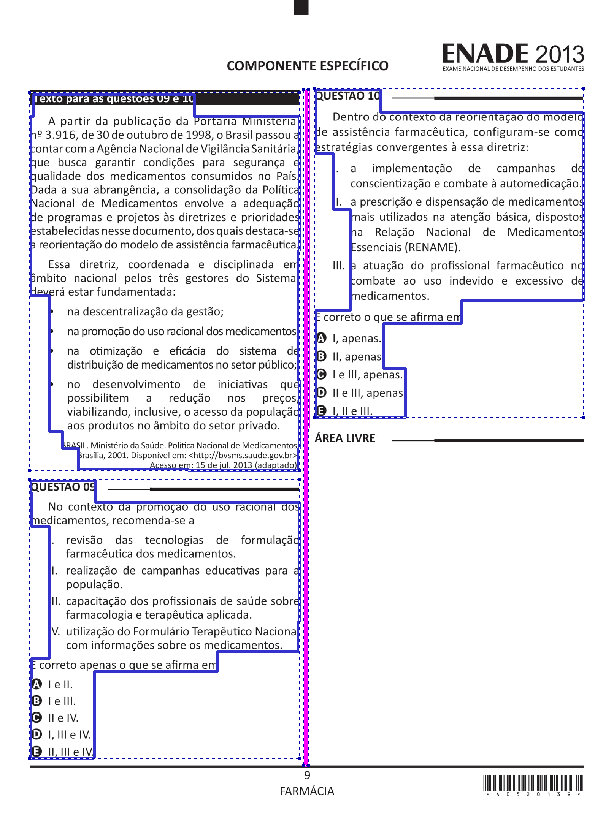 ENADE 2013
EXAME NACIONAL DE DESEMPENHO DOS ESTUDANTES
COMPONENTE ESPECÍFICO
Texto para as questões 09 e 10
A partir da publicação da Portaria Ministerial
nº 3.916, de 30 de outubro de 1998, o Brasil passou a
contar com a Agência Nacional de Vigilância Sanitária,
que busca garantir condições para segurança e
qualidade dos medicamentos consumidos no País.
Dada a sua abrangência, a consolidação da Política
Nacional de Medicamentos envolve a adequação
de programas e projetos às diretrizes e prioridades
estabelecidas nesse documento, dos quais destaca-se
a reorientação do modelo de assistência farmacêutica.
Essa diretriz, coordenada e disciplinada em
âmbito nacional pelos três gestores do Sistema,
deverá estar fundamentada:
• na descentralização da gestão;
• na promoção do uso racional dos medicamentos;
• na otimização e eficácia do sistema de
distribuição de medicamentos no setor público;
• no desenvolvimento de iniciativas que
possibilitem a redução nos preços,
viabilizando, inclusive, o acesso da população
aos produtos no âmbito do setor privado.
BRASIL. Ministério da Saúde. Política Nacional de Medicamentos.
Brasília, 2001. Disponível em: <http://bvsms.saude.gov.br>.
Acesso em: 15 de jul. 2013 (adaptado).
QUESTÃO 09
No contexto da promoção do uso racional dos
medicamentos, recomenda-se a
I. revisão das tecnologias de formulação
farmacêutica dos medicamentos.
II. realização de campanhas educativas para a
população.
III. capacitação dos profissionais de saúde sobre
farmacologia e terapêutica aplicada.
IV. utilização do Formulário Terapêutico Nacional
com informações sobre os medicamentos.
É correto apenas o que se afirma em
A I e II.
B I e III.
C II e IV.
D I, III e IV.
E II, III e IV.
QUESTÃO 10
Dentro do contexto da reorientação do modelo
de assistência farmacêutica, configuram-se como
estratégias convergentes à essa diretriz:
I. a implementação de campanhas de
conscientização e combate à automedicação.
II. a prescrição e dispensação de medicamentos
mais utilizados na atenção básica, dispostos
na Relação Nacional de Medicamentos
Essenciais (RENAME).
III. a atuação do profissional farmacêutico no
combate ao uso indevido e excessivo de
medicamentos.
É correto o que se afirma em
A I, apenas.
B II, apenas.
C I e III, apenas.
D II e III, apenas.
E I, II e III.
ÁREA LIVRE
9
FARMÁCIA